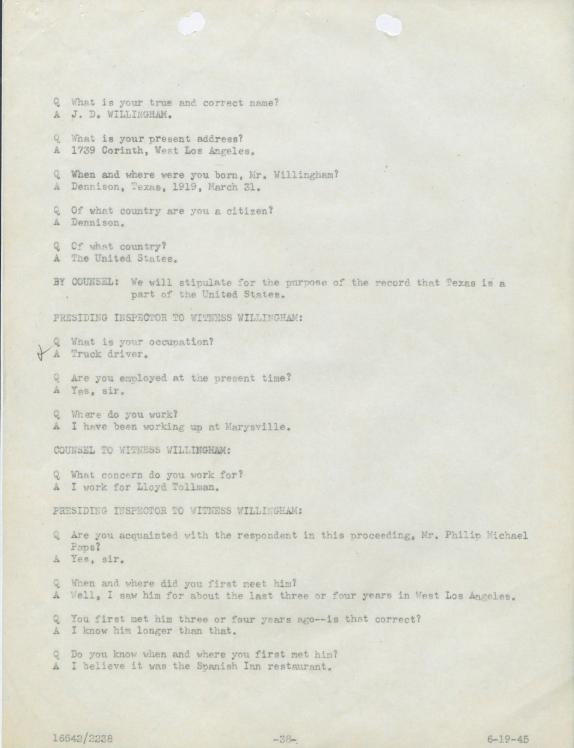 Q What is your true and correct name?
A J. D. WILLINGHAM.
Q What is your present address?
A 1739 Corinth, West Los Angeles.
Q When and where were you born, Mr. Willingham?
A Dennison, Texas, 1919, March 31.
Q Of what country are you a citizen?
A Dennison.
Q Of what country?
A The United States.
BY COUNSEL: We will stipulate for the purpose of the record that Texas is a
part of the United States.
PRESIDING INSPECTOR TO WITNESS WILLINGHAM:
Q What is your occupation?
A Truck driver.
Q Are you employed at the present time?
A Yes, sir.
Q Where do you work?
A I have been working up at Marysville.
COUNSEL TO WITNESS WILLINGHAM:
Q What concern do you work for?
A I work for Lloyd Tollman.
PRESIDING INSPECTOR TO WITNESS WILLINGHAM:
Q Are you acquainted with the respondent in this proceeding, Mr. Philip Michael
Paps?
A Yes, sir.
Q When and where did you first meet him?
A Well, I saw him for about the last three or four years in West Los Angeles.
Q You first met him three or four years ago--is that correct?
A I know him longer than that.
Q Do you know when and where you first met him?
A I believe it was the Spanish Inn restaurant.
16642/2238 -38- 6-19-45